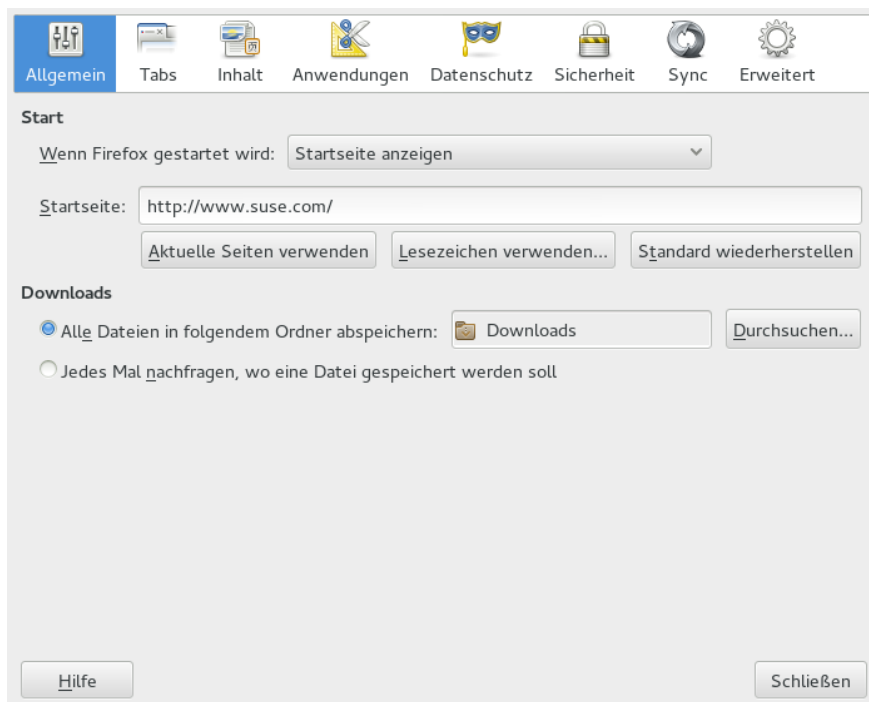 Allgemein Tabs Inhalt Anwendungen Datenschutz Sicherheit Sync Erweitert
Start
Wenn Firefox gestartet wird: Startseite anzeigen
Startseite: http://www.suse.com/
Aktuelle Seiten verwenden Lesezeichen verwenden... Standard wiederherstellen
Downloads
Alle Dateien in folgendem Ordner abspeichern: Downloads Durchsuchen...
Jedes Mal nachfragen, wo eine Datei gespeichert werden soll
Hilfe Schließen